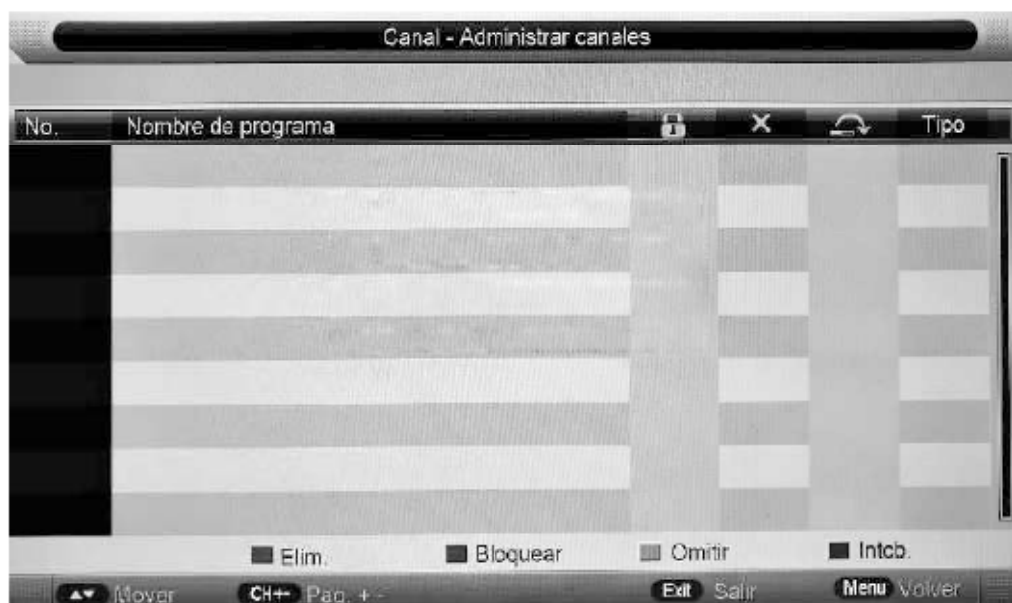 Canal - Administrar canales
No. Nombre de programa Tipo
Elim. Bloquear Omitir Intcb.
Mover CH+- Pag. + - Exit Salir Menu Volver